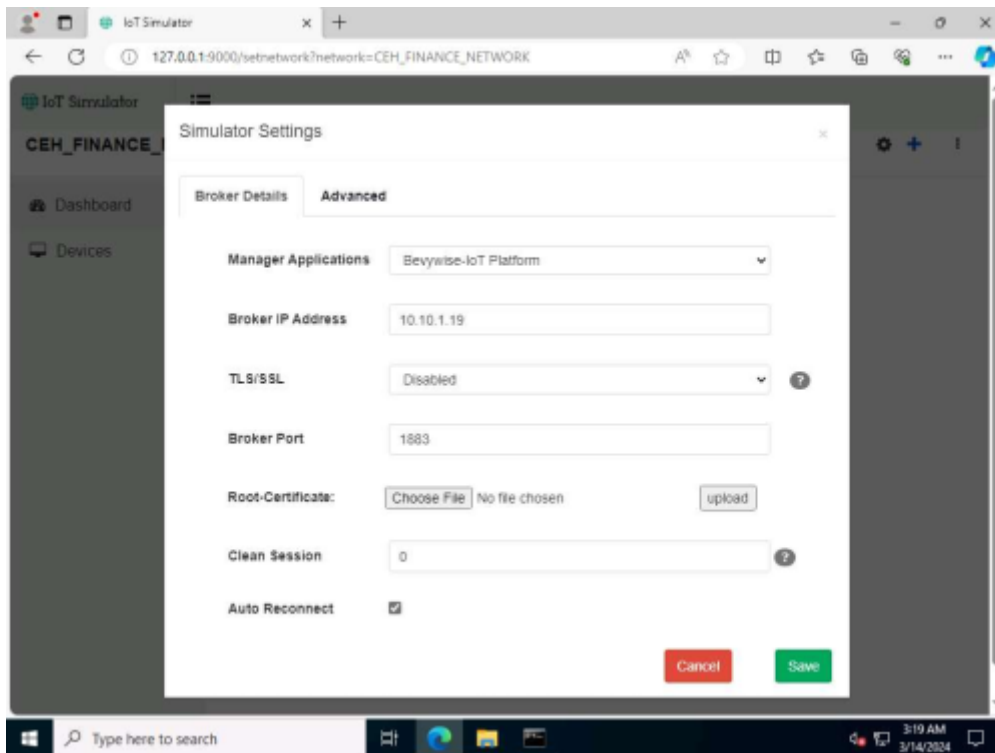 IoT Simulator
127.0.0.1:9000/setnetwork?network=CEH_FINANCE_NETWORK
IoT Simulator
CEH_FINANCE_
Dashboard
Devices
Simulator Settings
Broker Details Advanced
Manager Applications Bevywise-IoT Platform
Broker IP Address 10.10.1.19
TLS/SSL Disabled
Broker Port 1883
Root-Certificate: Choose File No file chosen upload
Clean Session 0
Auto Reconnect
Cancel Save
Type here to search
3:19 AM
3/14/2024